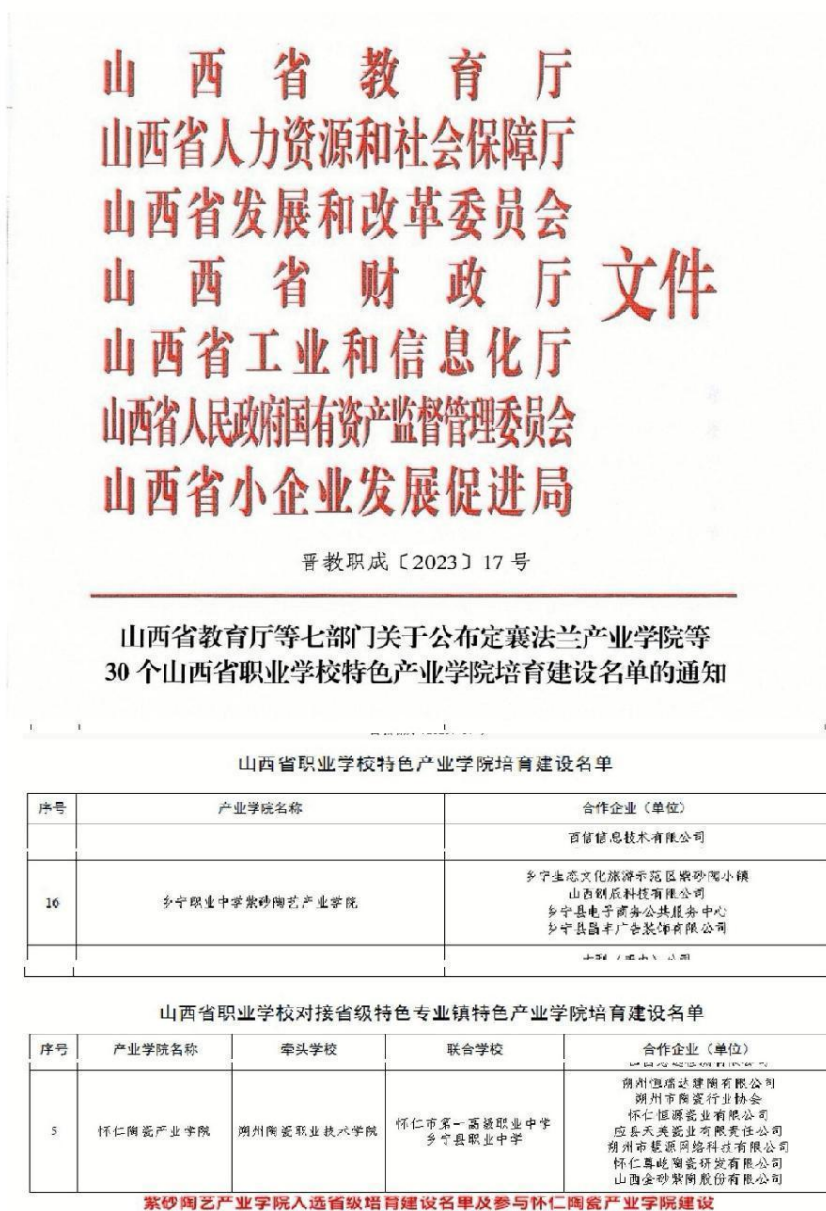 山西省教育厅
山西省人力资源和社会保障厅
山西省发展和改革委员会
山西省财政厅
山西省工业和信息化厅
山西省人民政府国有资产监督管理委员会
山西省小企业发展促进局
文件
晋教职成〔2023〕17号
山西省教育厅等七部门关于公布定襄法兰产业学院等
30个山西省职业学校特色产业学院培育建设名单的通知
山西省职业学校特色产业学院培育建设名单
序号 产业学院名称 合作企业（单位）
百信信息技术有限公司
16 乡宁职业中学紫砂陶艺产业学院
乡宁生态文化旅游示范区紫砂陶小镇
山西钢辰科技有限公司
乡宁县电子商务公共服务中心
乡宁县昌丰广告装饰有限公司
山西省职业学校对接省级特色专业镇特色产业学院培育建设名单
序号 产业学院名称 牵头学校 联合学校 合作企业（单位）
5 怀仁陶瓷产业学院 朔州陶瓷职业技术学院
怀仁市第一高级职业中学
乡宁县职业中学
朔州恒瑞达建陶有限公司
朔州市陶瓷行业协会
怀仁恒源瓷业有限公司
应县天美瓷业有限责任公司
朔州市慧源网络科技有限公司
怀仁尊屹陶瓷研发有限公司
山西金砂紫陶股份有限公司
紫砂陶艺产业学院入选省级培育建设名单及参与怀仁陶瓷产业学院建设